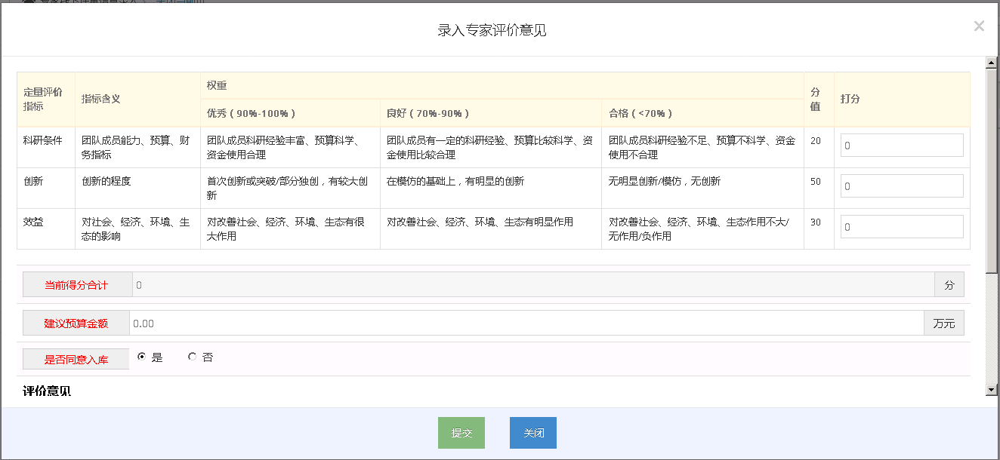 录入专家评价意见
×
定量评价
指标
指标含义
权重
分
值
打分
优秀 ( 90%-100% )
良好 ( 70%-90% )
合格 ( <70% )
科研条件
团队成员能力、预算、财
务指标
团队成员科研经验丰富、预算科学、
资金使用合理
团队成员有一定的科研经验、预算比较科学、资
金使用比较合理
团队成员科研经验不足、预算不科学、资金
使用不合理
20
0
创新
创新的程度
首次创新或突破/部分独创，有较大创
新
在模仿的基础上，有明显的创新
无明显创新/模仿，无创新
50
0
效益
对社会、经济、环境、生
态的影响
对改善社会、经济、环境、生态有很
大作用
对改善社会、经济、环境、生态有明显作用
对改善社会、经济、环境、生态作用不大/
无作用/负作用
30
0
当前得分合计 0 分
建议预算金额 0.00 万元
是否同意入库 是 否
评价意见
提交 关闭